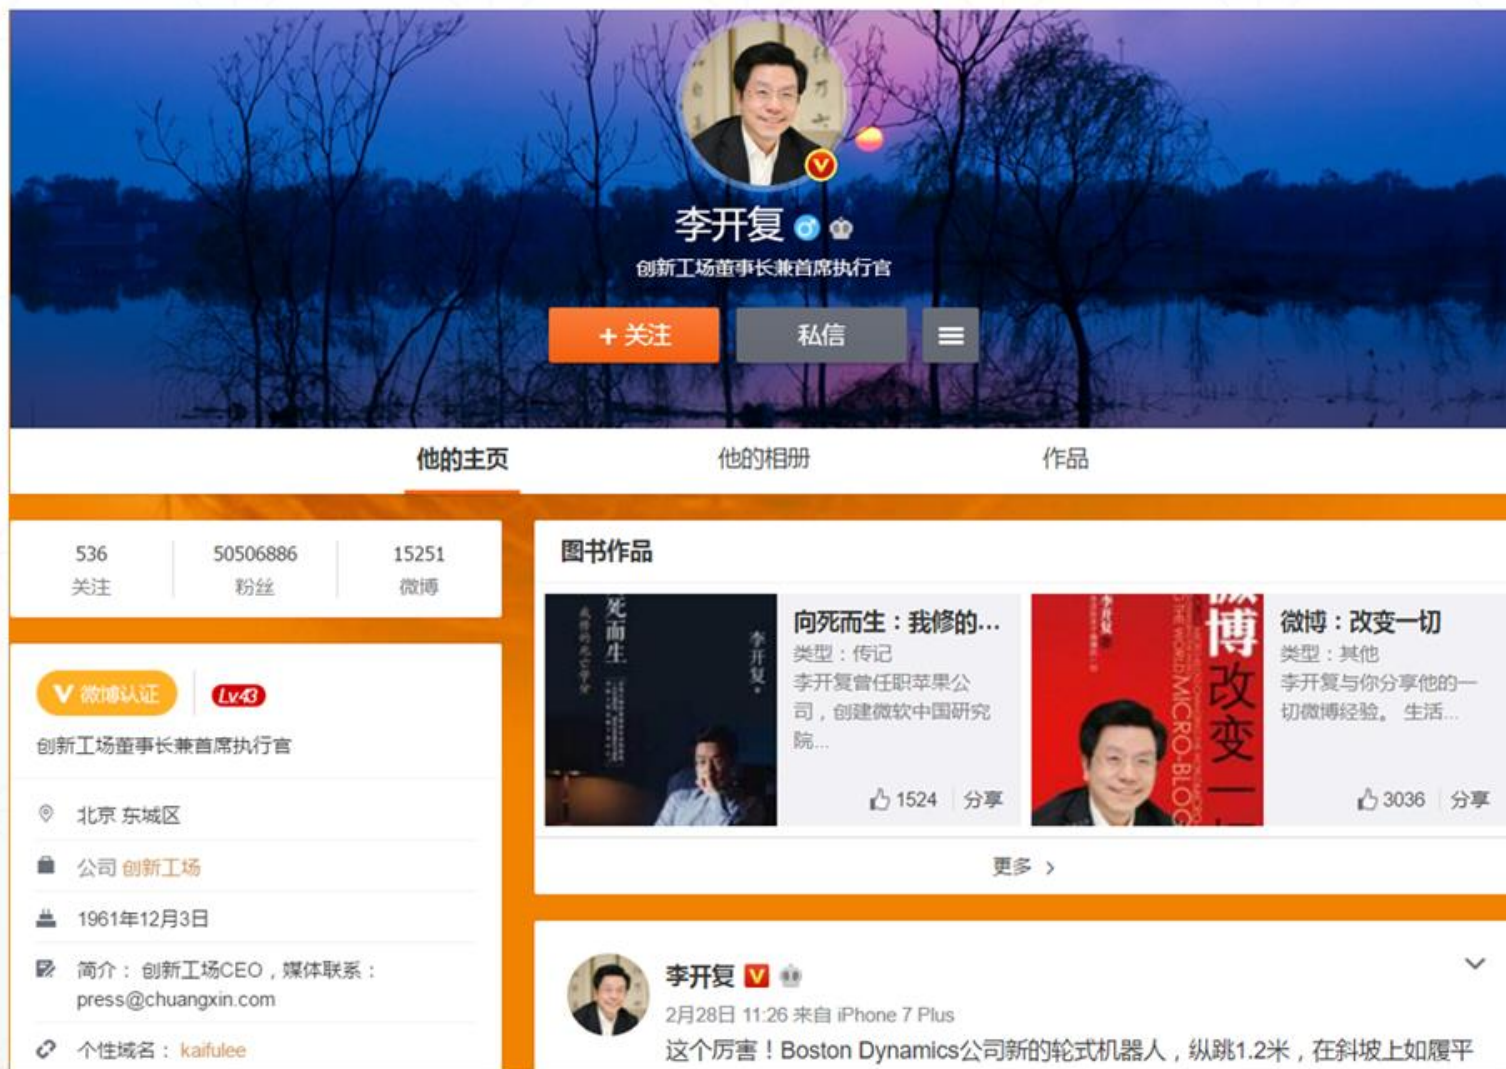 李开复
创新工场董事长兼首席执行官
+ 关注
私信
他的主页
他的相册
作品
536
关注
50506886
粉丝
15251
微博
V 微博认证
Lv.43
创新工场董事长兼首席执行官
北京 东城区
公司 创新工场
1961年12月3日
简介： 创新工场CEO，媒体联系：
press@chuangxin.com
个性域名： kaifulee
图书作品
死而生
李开复
向死而生：我修的...
类型：传记
李开复曾任职苹果公
司，创建微软中国研究
院...
1524
分享
李开复
微博
改变一切
MICRO-BLOG
微博：改变一切
类型：其他
李开复与你分享他的一
切微博经验。 生活...
3036
分享
更多 >
李开复 V
2月28日 11:26 来自 iPhone 7 Plus
这个厉害！Boston Dynamics公司新的轮式机器人，纵跳1.2米，在斜坡上如履平